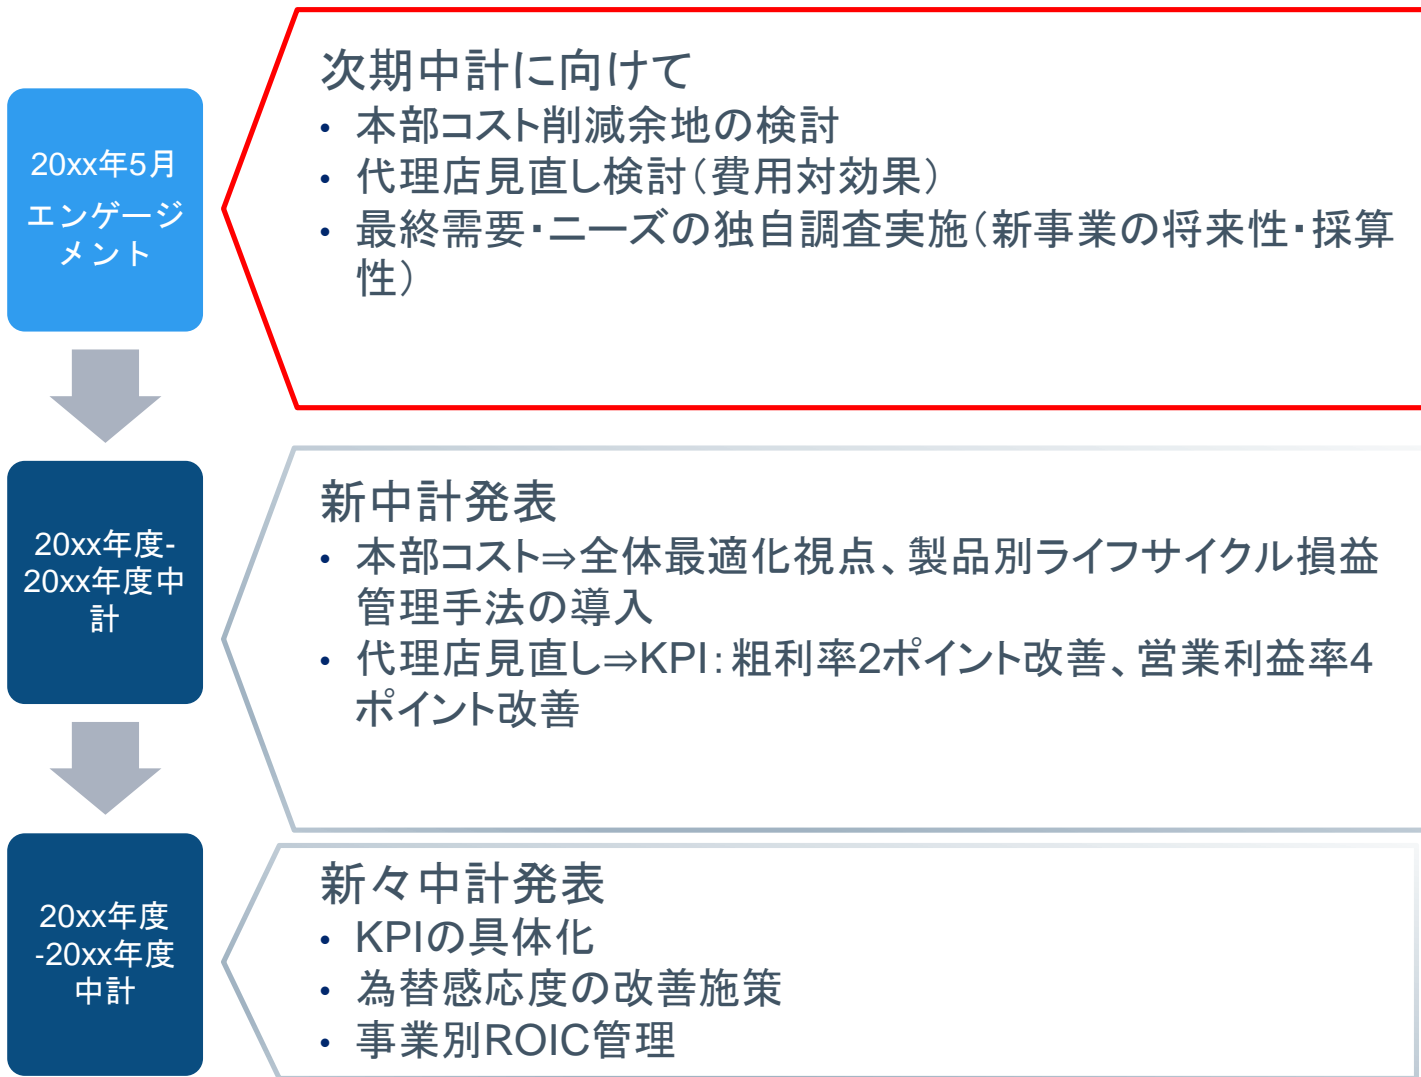 20xx年5月
エンゲージ
メント
次期中計に向けて
• 本部コスト削減余地の検討
• 代理店見直し検討（費用対効果）
• 最終需要・ニーズの独自調査実施（新事業の将来性・採算
性）
20xx年度-
20xx年度中
計
新中計発表
• 本部コスト⇒全体最適化視点、製品別ライフサイクル損益
管理手法の導入
• 代理店見直し⇒KPI：粗利率2ポイント改善、営業利益率4
ポイント改善
20xx年度
-20xx年度
中計
新々中計発表
• KPIの具体化
• 為替感応度の改善施策
• 事業別ROIC管理